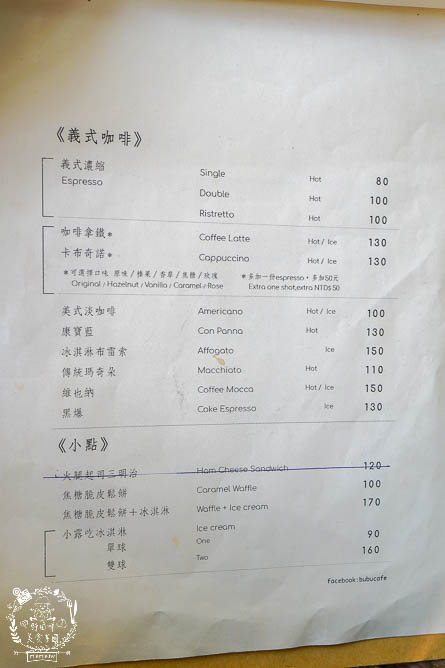 《義式咖啡》
義式濃縮 Single Hot 80
Espresso
Double Hot 100
Ristretto Hot 100
咖啡拿鐵* Coffee Latte Hot / Ice 130
卡布奇諾* Cappuccino Hot / Ice 130
*可選擇口味 原味/榛果/香草/焦糖/玫瑰 *多加一份espresso,多加50元
Original / Hazelnut / Vanilla / Caramel / Rose Extra one shot,extra NTD$50
美式淡咖啡 Americano Hot / Ice 100
康寶藍 Con Panna Hot 130
冰淇淋布雷索 Affogato Ice 150
傳統瑪奇朵 Macchiato Hot 110
維也納 Coffee Mocca Hot / Ice 150
黑爆 Cake Espresso Ice 130
《小點》
火腿起司三明治 Ham Cheese Sandwich 120
焦糖脆皮鬆餅 Caramel Waffle 100
焦糖脆皮鬆餅+冰淇淋 Waffle + Ice cream 170
小露吃冰淇淋 Ice cream
單球 One 90
雙球 Two 160
facebook : bubucafe